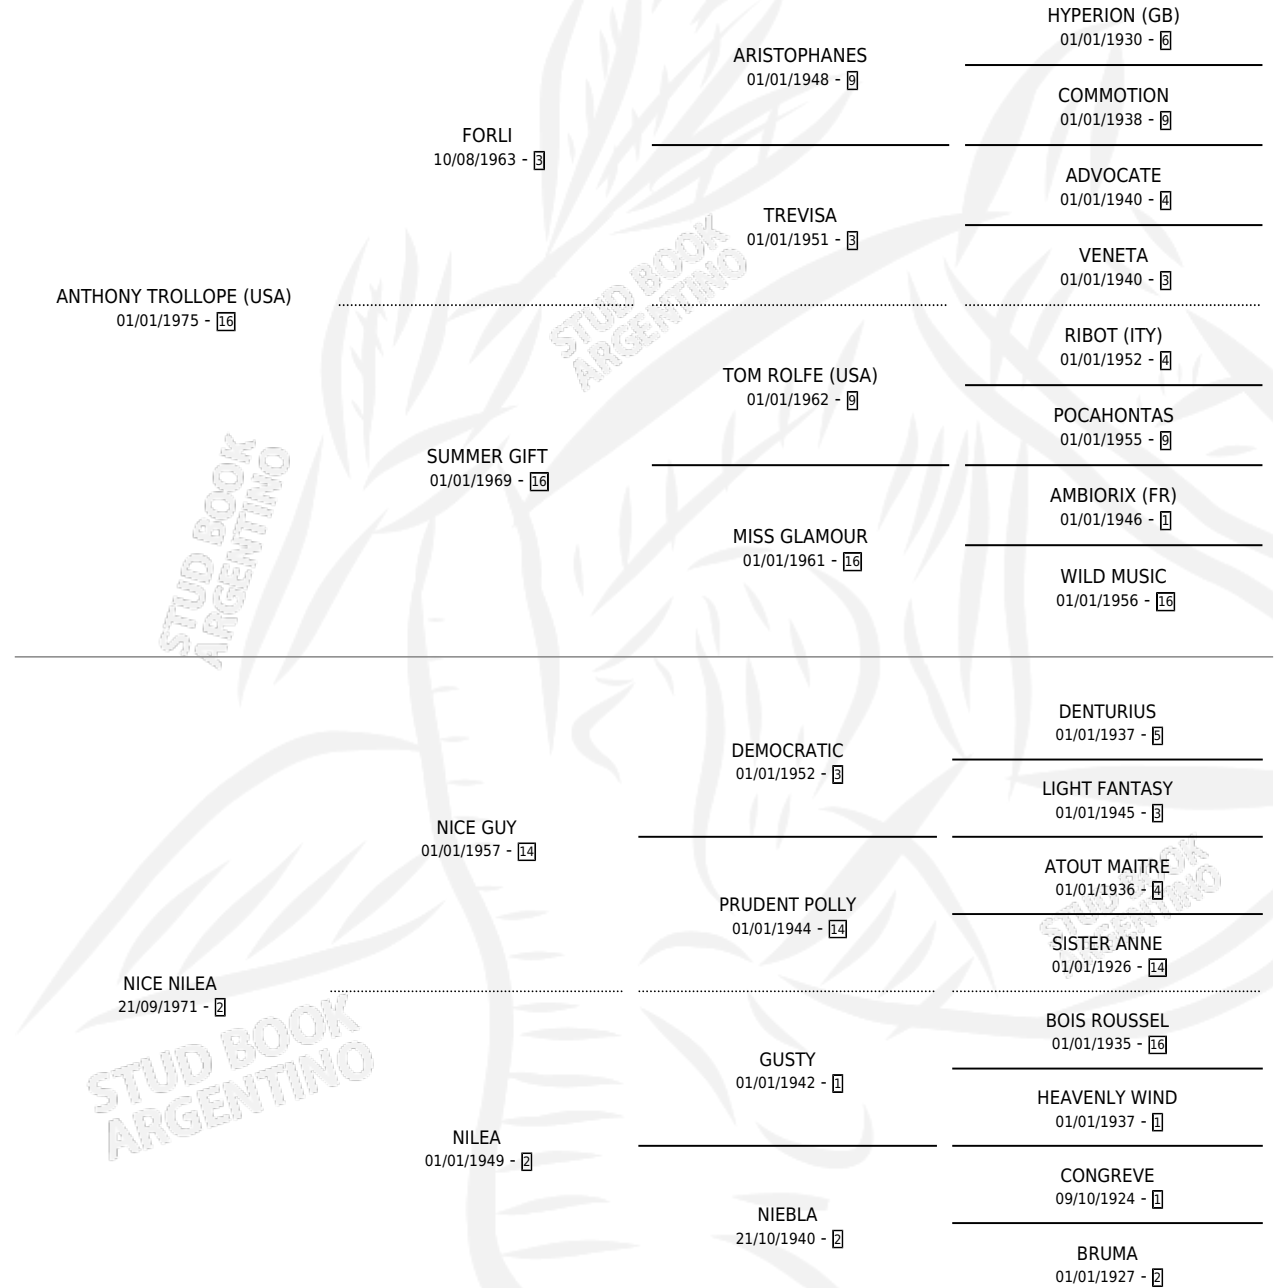 HYPERION (GB)
01/01/1930 - 6
ARISTOPHANES
01/01/1948 - 9
COMMOTION
01/01/1938 - 9
FORLI
10/08/1963 - 3
ADVOCATE
01/01/1940 - 4
TREVISA
01/01/1951 - 3
VENETA
01/01/1940 - 3
ANTHONY TROLLOPE (USA)
01/01/1975 - 16
RIBOT (ITY)
01/01/1952 - 4
TOM ROLFE (USA)
01/01/1962 - 9
POCAHONTAS
01/01/1955 - 9
SUMMER GIFT
01/01/1969 - 16
AMBIORIX (FR)
01/01/1946 - 1
MISS GLAMOUR
01/01/1961 - 16
WILD MUSIC
01/01/1956 - 16
DENTURIUS
01/01/1937 - 5
DEMOCRATIC
01/01/1952 - 3
LIGHT FANTASY
01/01/1945 - 3
NICE GUY
01/01/1957 - 14
ATOUT MAITRE
01/01/1936 - 4
PRUDENT POLLY
01/01/1944 - 14
SISTER ANNE
01/01/1926 - 14
NICE NILEA
21/09/1971 - 2
BOIS ROUSSEL
01/01/1935 - 16
GUSTY
01/01/1942 - 1
HEAVENLY WIND
01/01/1937 - 1
NILEA
01/01/1949 - 2
CONGREVE
09/10/1924 - 1
NIEBLA
21/10/1940 - 2
BRUMA
01/01/1927 - 2
STUD BOOK
ARGENTINO
STUD BOOK
ARGENTINO
STUD BOOK
ARGENTINO
STUD BOOK
ARGENTINO